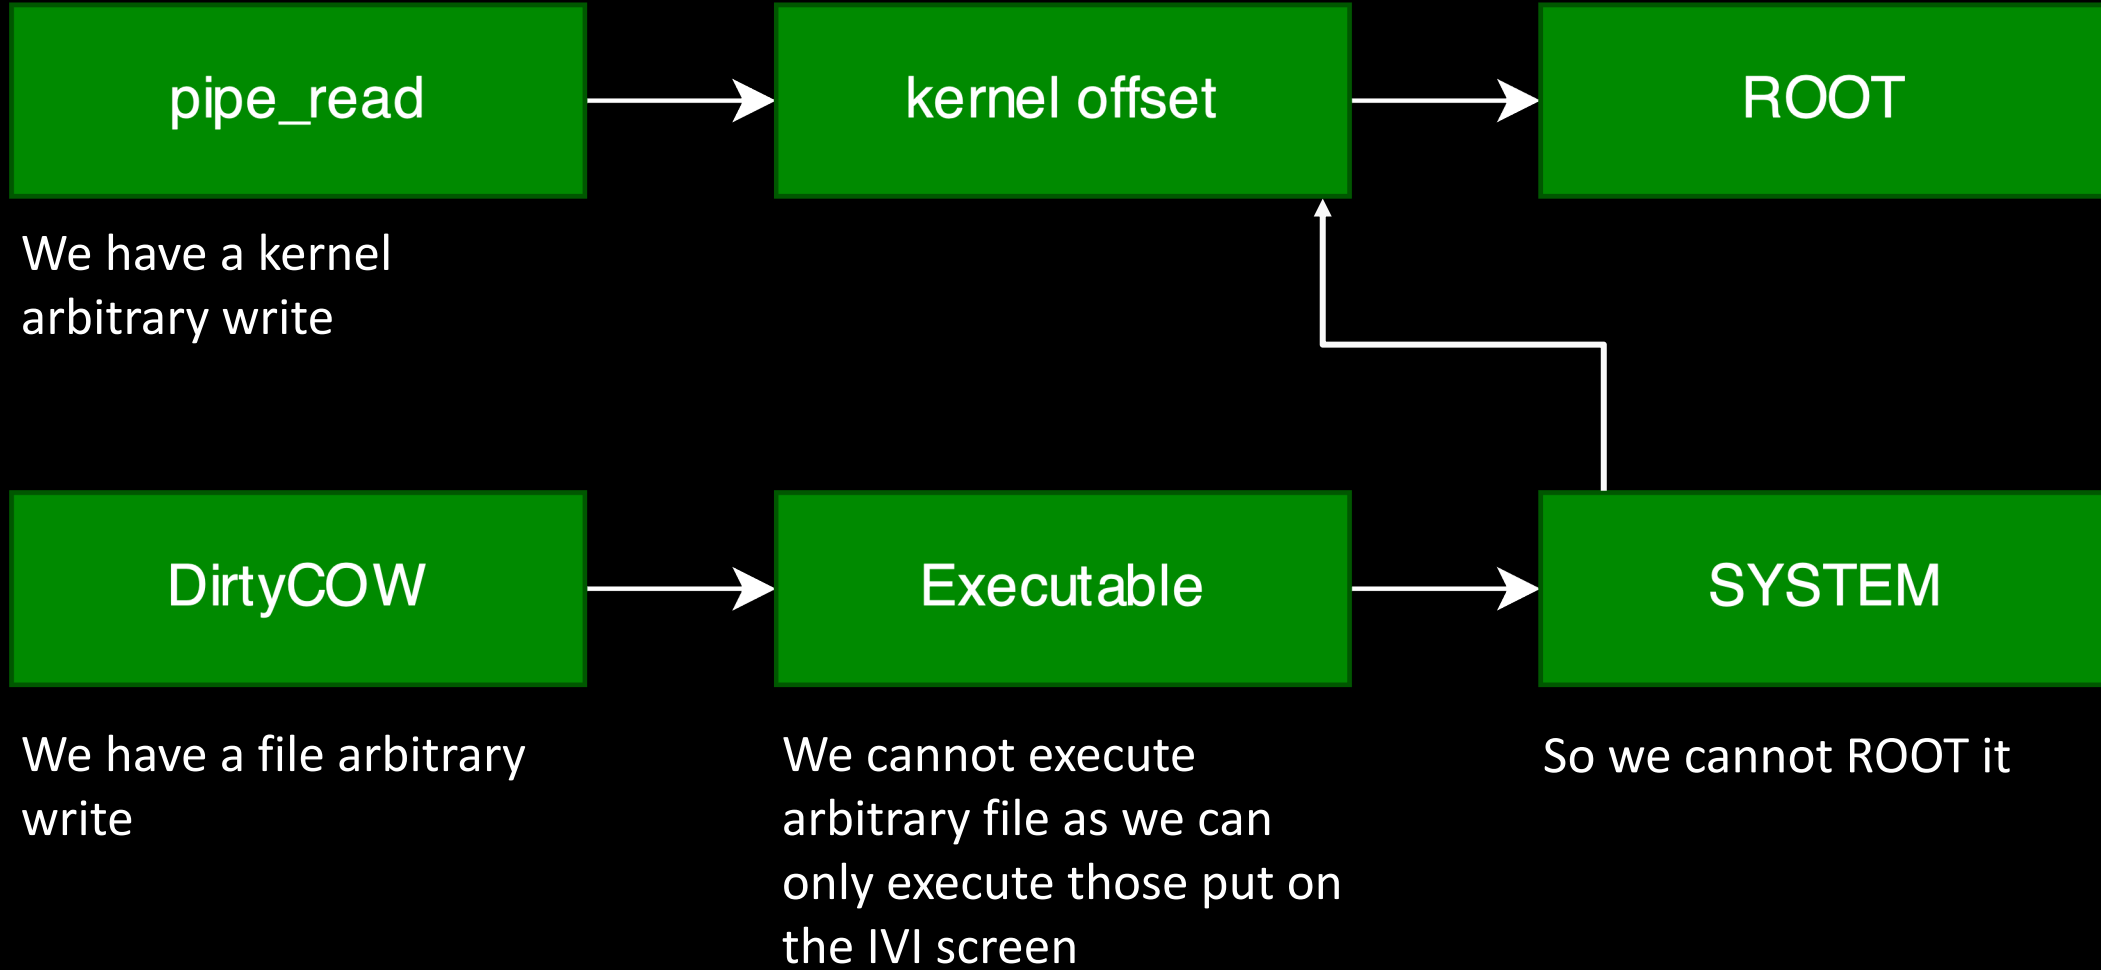 pipe_read
kernel offset
ROOT
We have a kernel
arbitrary write
DirtyCOW
Executable
SYSTEM
We have a file arbitrary
write
We cannot execute
arbitrary file as we can
only execute those put on
the IVI screen
So we cannot ROOT it